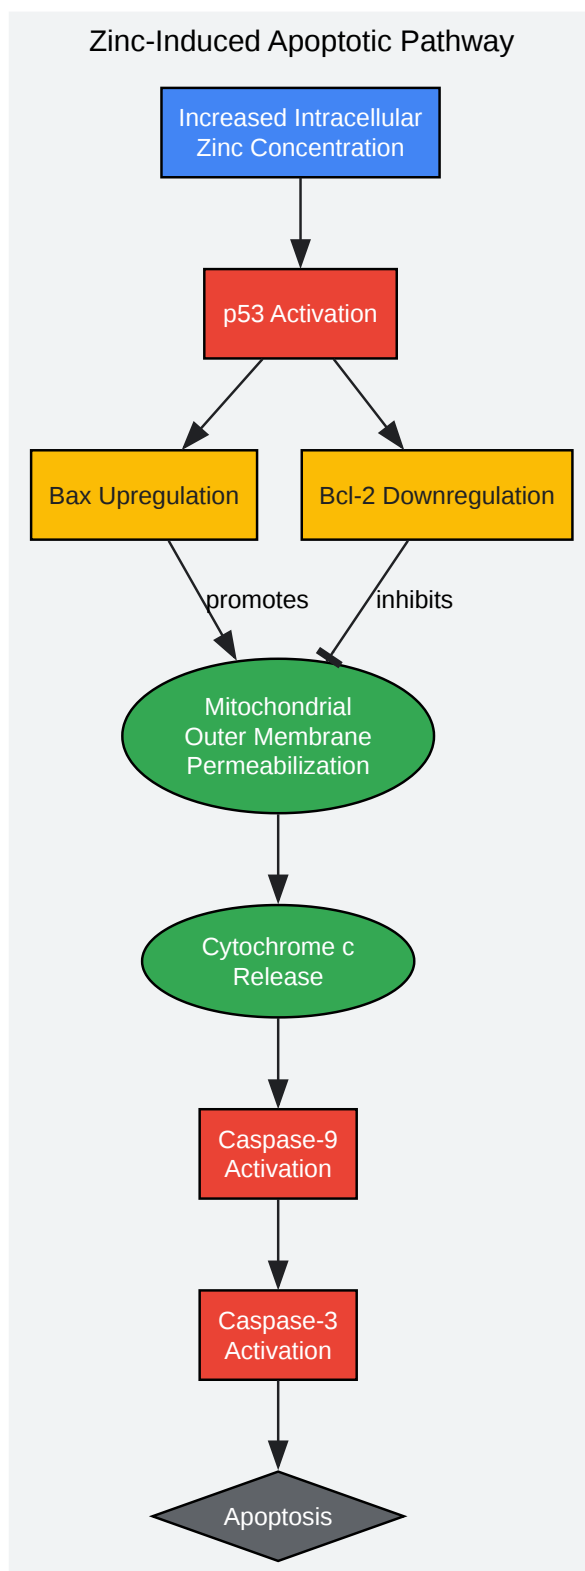 Zinc-Induced Apoptotic Pathway
Increased Intracellular
Zinc Concentration
p53 Activation
Bax Upregulation
Bcl-2 Downregulation
promotes
inhibits
Mitochondrial
Outer Membrane
Permeabilization
Cytochrome c
Release
Caspase-9
Activation
Caspase-3
Activation
Apoptosis